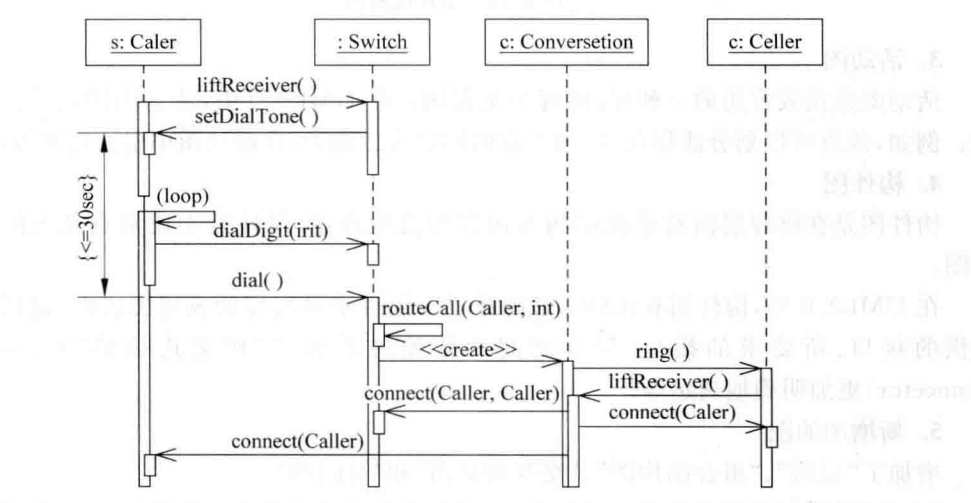 s: Caler
: Switch
c: Conversetion
c: Celler
liftReceiver( )
setDialTone( )
{<=30sec}
(loop)
dialDigit(irit)
dial( )
routeCall(Caller, int)
<<create>>
ring( )
liftReceiver( )
connect(Caller, Caller)
connect(Caler)
connect(Caller)